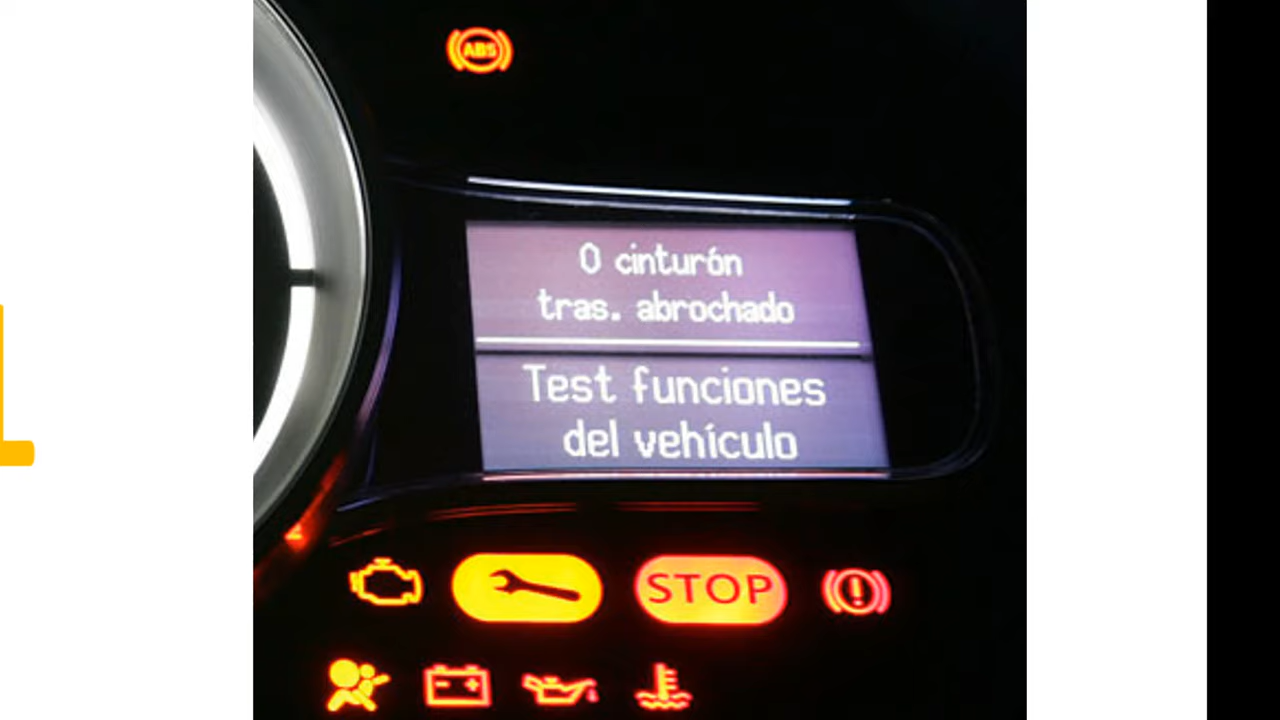 ABS
0 cinturón
tras. abrochado
Test funciones
del vehículo
STOP